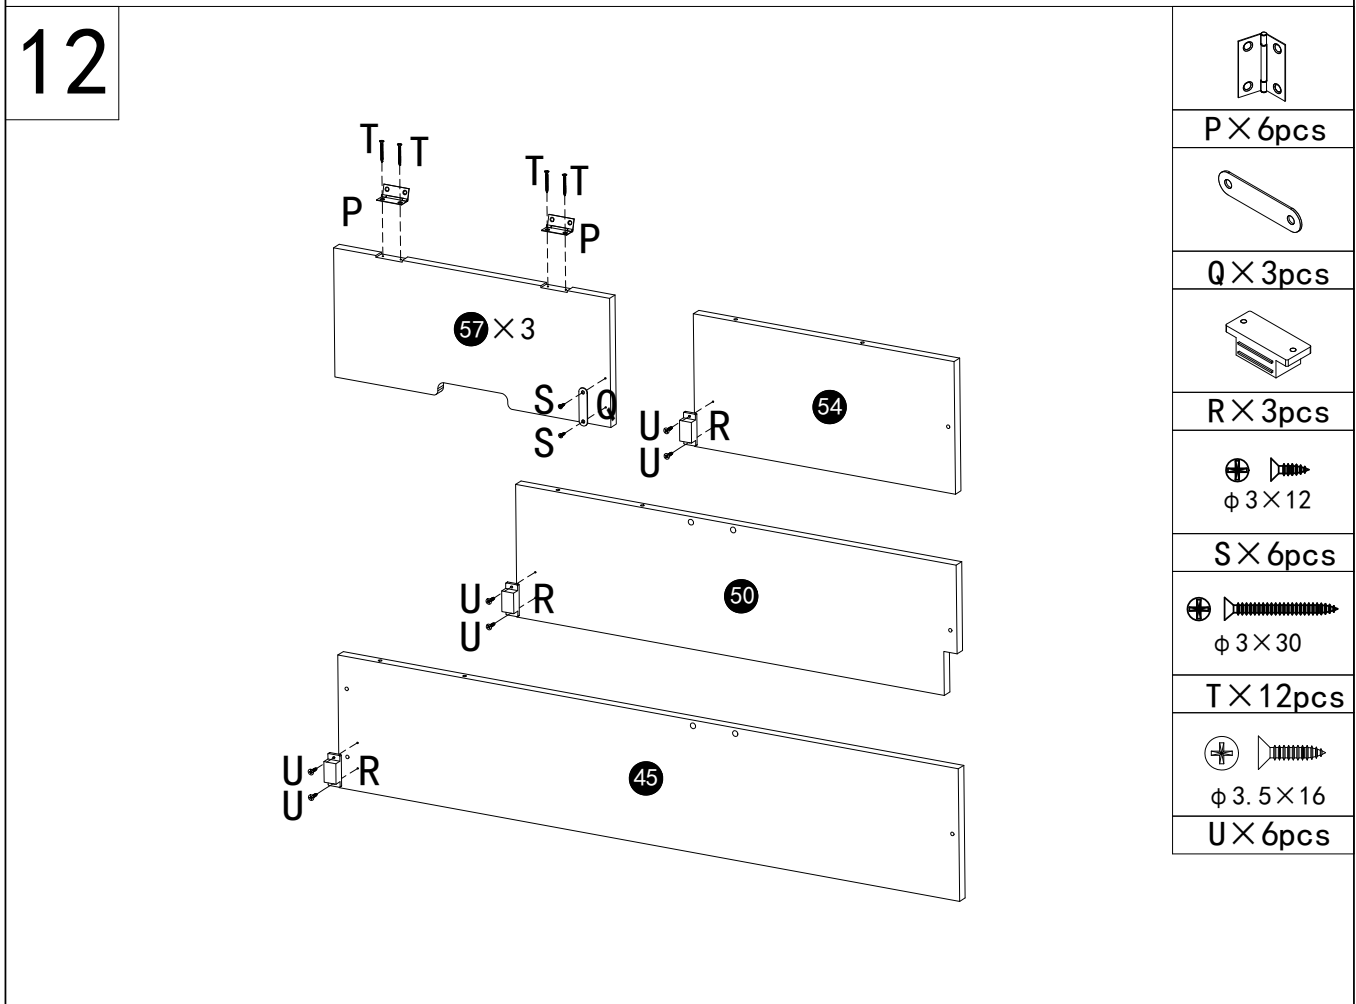 12
T T
P
T T
P
57×3
S Q
S
54
U R
U
50
U R
U
45
U R
U
P×6pcs
Q×3pcs
R×3pcs
φ3×12
S×6pcs
φ3×30
T×12pcs
φ3.5×16
U×6pcs